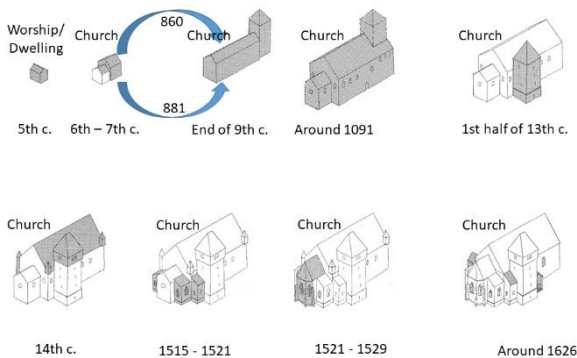 Worship/
Dwelling
Church
860
Church
Church
Church
881
5th c.
6th – 7th c.
End of 9th c.
Around 1091
1st half of 13th c.
Church
Church
Church
Church
14th c.
1515 - 1521
1521 - 1529
Around 1626